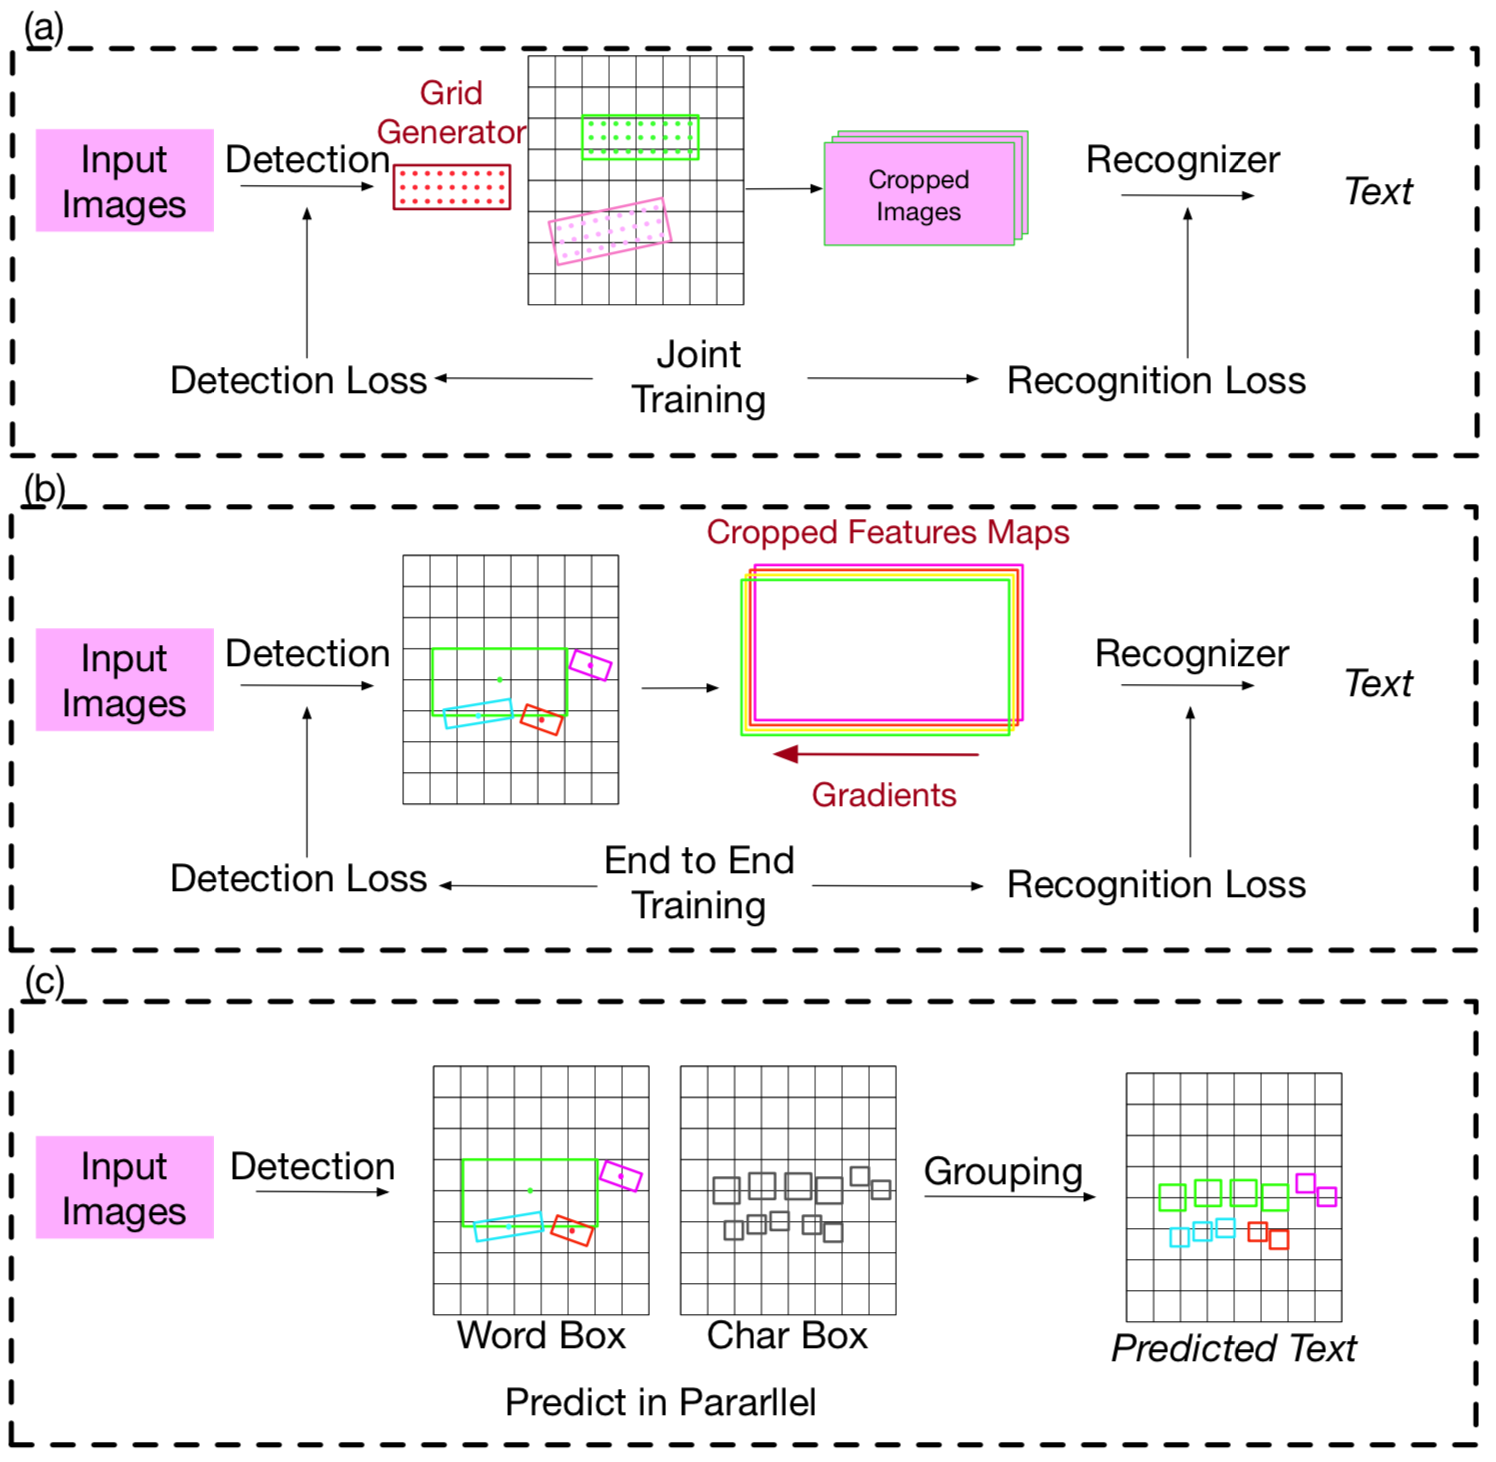 (a)
Input
Images
Detection
Grid
Generator
Cropped
Images
Recognizer
Text
Detection Loss
Joint
Training
Recognition Loss
(b)
Input
Images
Detection
Cropped Features Maps
Gradients
Recognizer
Text
Detection Loss
End to End
Training
Recognition Loss
(c)
Input
Images
Detection
Word Box
Char Box
Grouping
Predicted Text
Predict in Pararllel